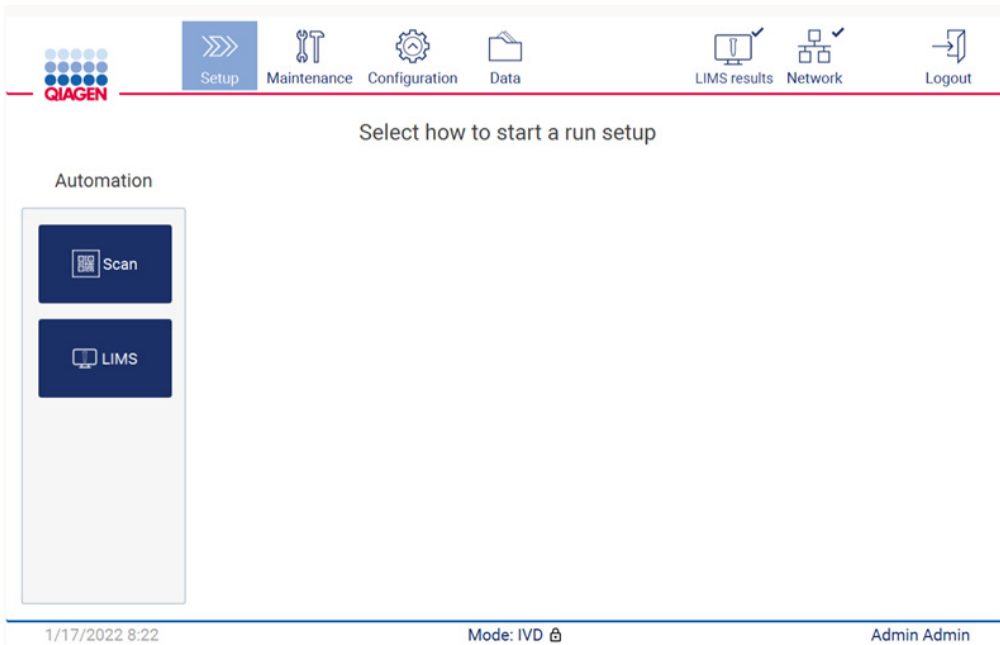 QIAGEN
Setup
Maintenance
Configuration
Data
LIMS results
Network
Logout
Select how to start a run setup
Automation
Scan
LIMS
1/17/2022 8:22
Mode: IVD
Admin Admin